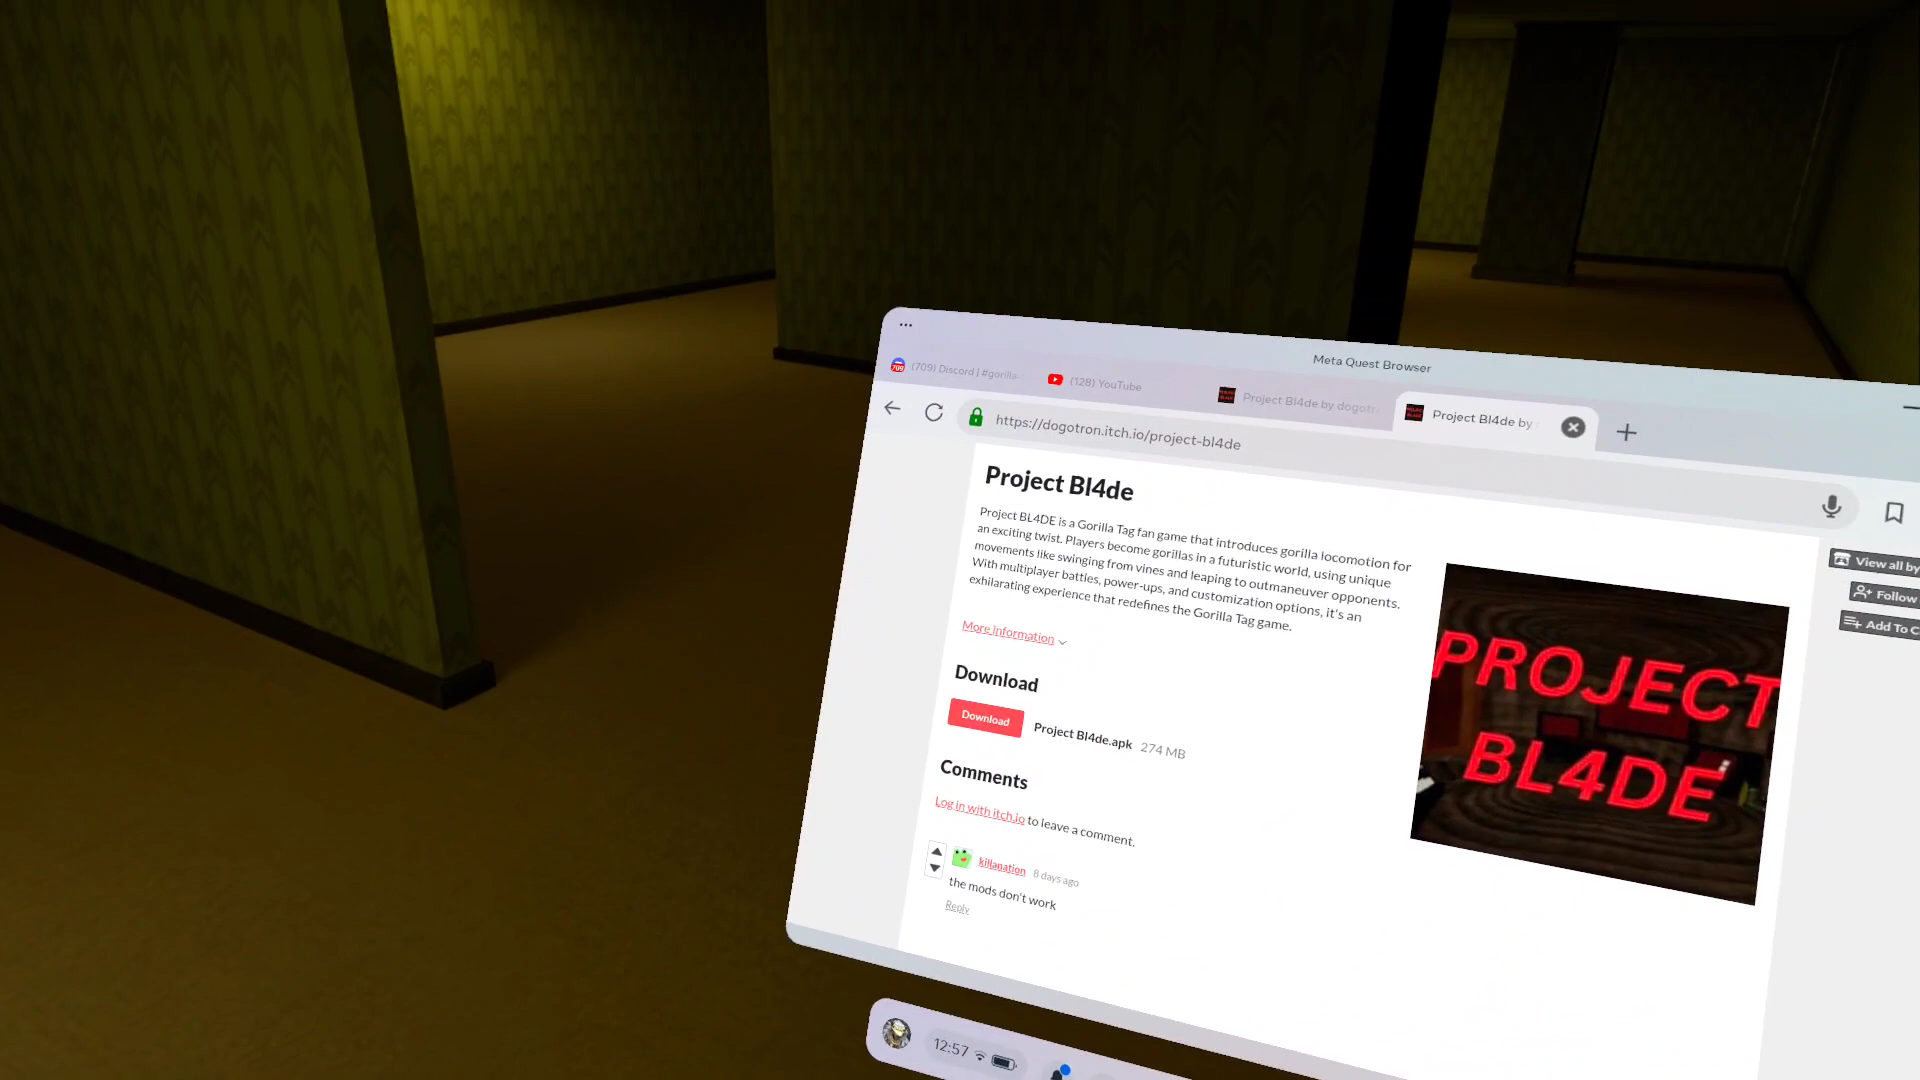 Meta Quest Browser
709
(709) Discord | #gorilla-
(128) YouTube
Project Bl4de by dogotr
Project Bl4de by
https://dogotron.itch.io/project-bl4de
Project Bl4de
Project BL4DE is a Gorilla Tag fan game that introduces gorilla locomotion for
an exciting twist. Players become gorillas in a futuristic world, using unique
movements like swinging from vines and leaping to outmaneuver opponents.
With multiplayer battles, power-ups, and customization options, it's an
exhilarating experience that redefines the Gorilla Tag game.
More information
Download
Download Project Bl4de.apk 274 MB
Comments
Log in with itch.io to leave a comment.
killanation 8 days ago
the mods don't work
Reply
PROJECT
BL4DE
View all by
Follow
Add To C
12:57